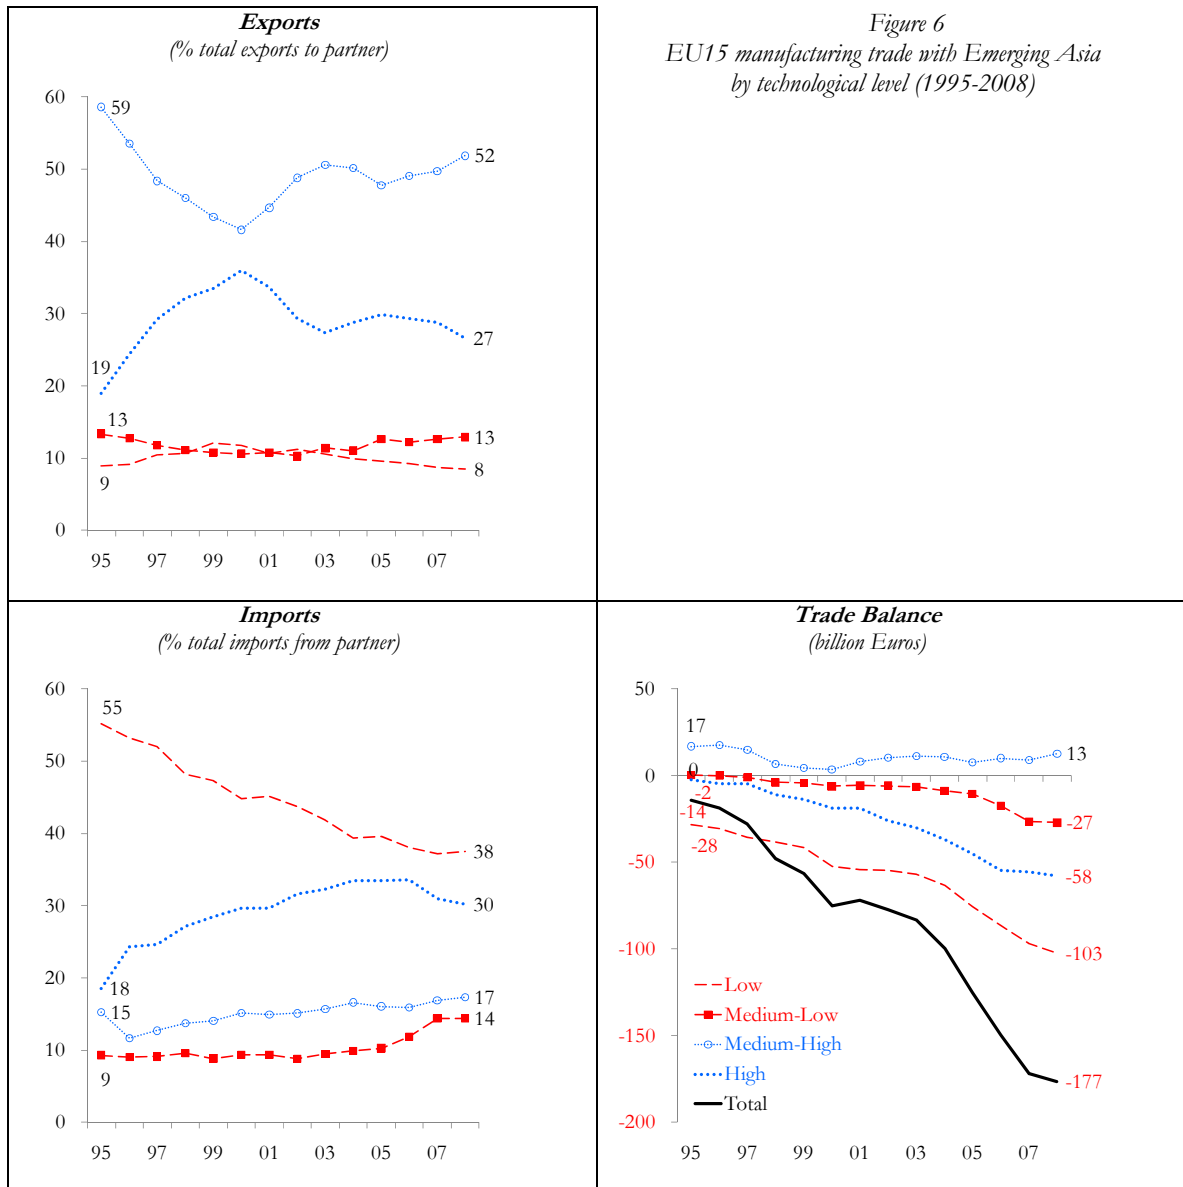 Exports
(% total exports to partner)
60
59
50
52
40
30
27
19
20
13
13
10
9
8
0
95 97 99 01 03 05 07
Figure 6
EU15 manufacturing trade with Emerging Asia
by technological level (1995-2008)
Imports
(% total imports from partner)
60
55
50
40
38
30
30
20
18
15
17
14
10
9
0
95 97 99 01 03 05 07
Trade Balance
(billion Euros)
50
17
13
0
0
-2
-14
-27
-28
-50
-58
-100
-103
Low
Medium-Low
Medium-High
-150
High
-177
Total
-200
95 97 99 01 03 05 07